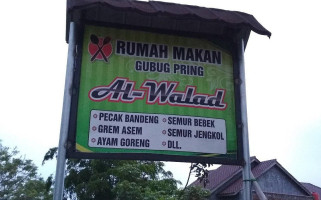 RUMAH MAKAN
GUBUG PRING
Al-Walad
• PECAK BANDENG
• GREM ASEM
• AYAM GORENG
• SEMUR BEBEK
• SEMUR JENGKOL
• DLL.